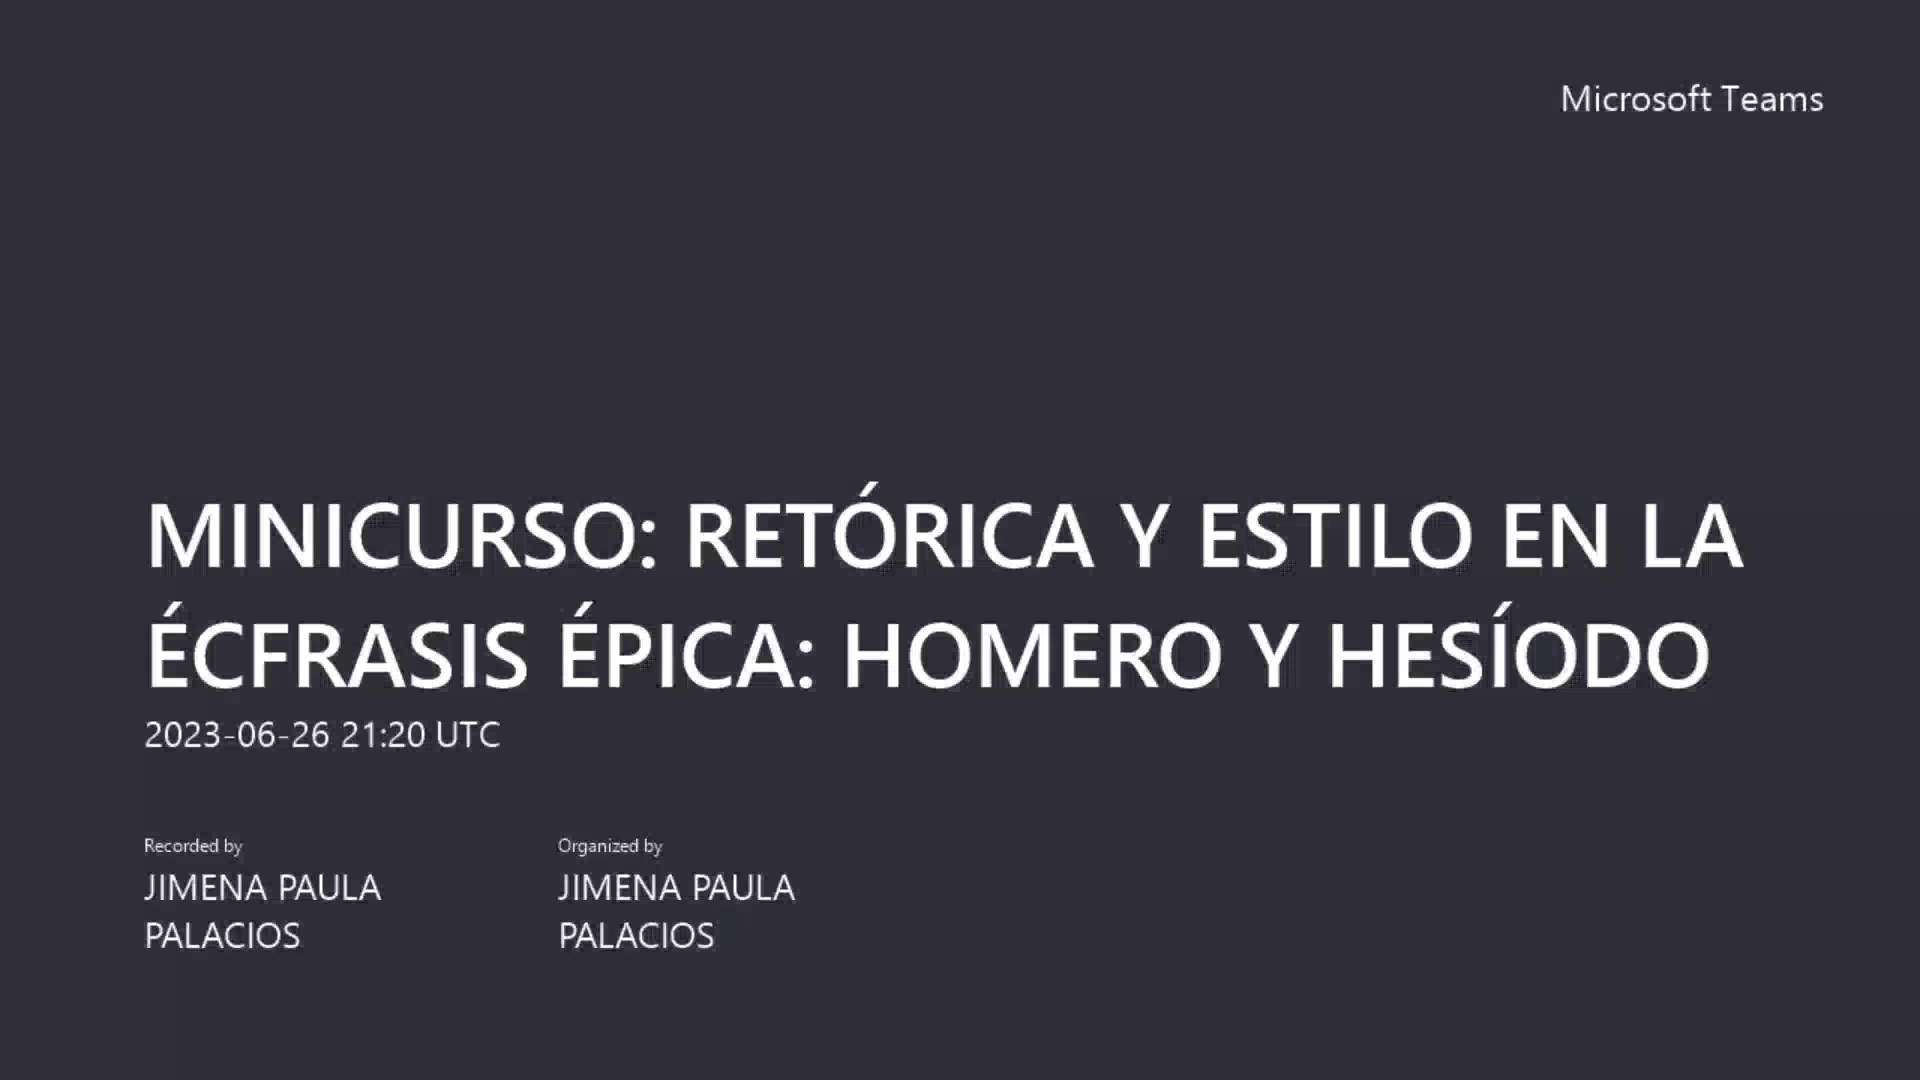 Microsoft Teams
MINICURSO: RETÓRICA Y ESTILO EN LA
ÉCFRASIS ÉPICA: HOMERO Y HESÍODO
2023-06-26 21:20 UTC
Recorded by
JIMENA PAULA
PALACIOS
Organized by
JIMENA PAULA
PALACIOS